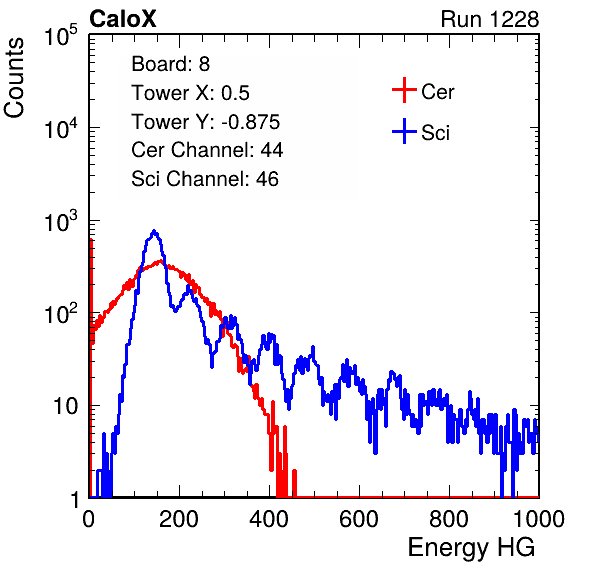 CaloX Run 1228
Counts
10^5
10^4
10^3
10^2
10
1
Board: 8
Tower X: 0.5
Tower Y: -0.875
Cer Channel: 44
Sci Channel: 46
Cer
Sci
0 200 400 600 800 1000
Energy HG